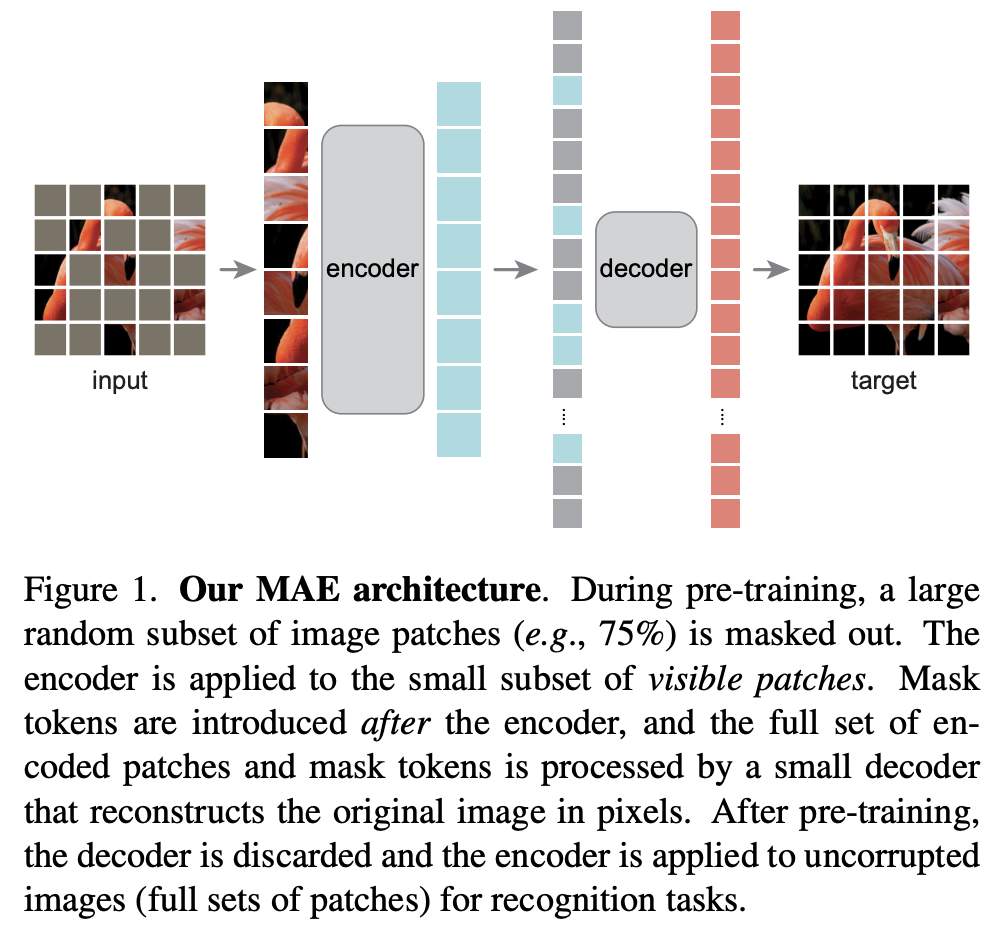 encoder
decoder
input
target
Figure 1. Our MAE architecture. During pre-training, a large
random subset of image patches (e.g., 75%) is masked out. The
encoder is applied to the small subset of visible patches. Mask
tokens are introduced after the encoder, and the full set of en-
coded patches and mask tokens is processed by a small decoder
that reconstructs the original image in pixels. After pre-training,
the decoder is discarded and the encoder is applied to uncorrupted
images (full sets of patches) for recognition tasks.